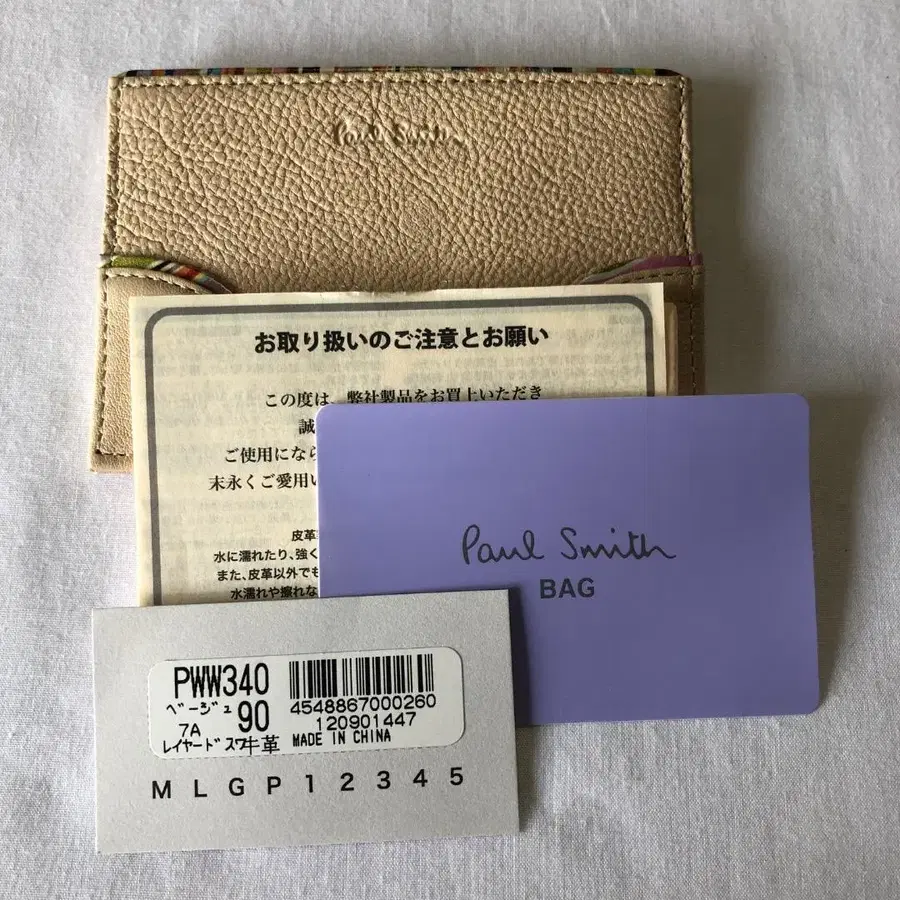 Paul Smith
お取り扱いのご注意とお願い
この度は、弊社製品をお買上いただき
誠
ご使用になら
末永くご愛用い
皮革
水に濡れたり、強く
また、皮革以外でも
水濡れや擦れな
Paul Smith
BAG
PWW340
ベージュ 90
7A
レイヤードスワ牛革
4548867000260
120901447
MADE IN CHINA
M L G P 1 2 3 4 5